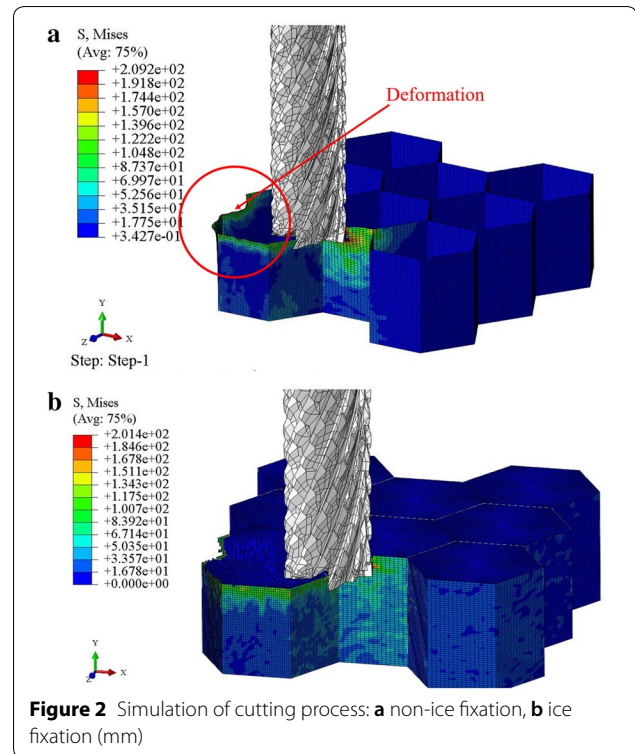 a
S, Mises
(Avg: 75%)
+2.092e+02
+1.918e+02
+1.744e+02
+1.570e+02
+1.396e+02
+1.222e+02
+1.048e+02
+8.737e+01
+6.997e+01
+5.256e+01
+3.515e+01
+1.775e+01
+3.427e-01
Deformation
Y
Z
X
Step: Step-1
b
S, Mises
(Avg: 75%)
+2.014e+02
+1.846e+02
+1.678e+02
+1.511e+02
+1.343e+02
+1.175e+02
+1.007e+02
+8.392e+01
+6.714e+01
+5.035e+01
+3.357e+01
+1.678e+01
+0.000e+00
Y
Z
X
Figure 2 Simulation of cutting process: a non-ice fixation, b ice
fixation (mm)